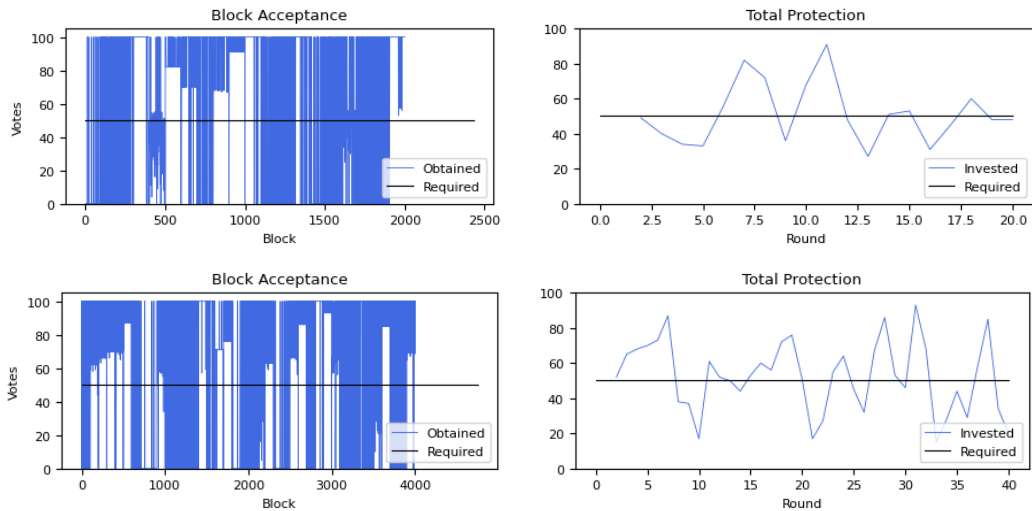 Block Acceptance
Total Protection
100
80
60
40
20
0
Votes
Obtained
Required
0
500
1000
1500
2000
2500
Block
100
80
60
40
20
0
Invested
Required
0.0
2.5
5.0
7.5
10.0
12.5
15.0
17.5
20.0
Round
Block Acceptance
Total Protection
100
80
60
40
20
0
Votes
Obtained
Required
0
1000
2000
3000
4000
Block
100
80
60
40
20
0
Invested
Required
0
5
10
15
20
25
30
35
40
Round